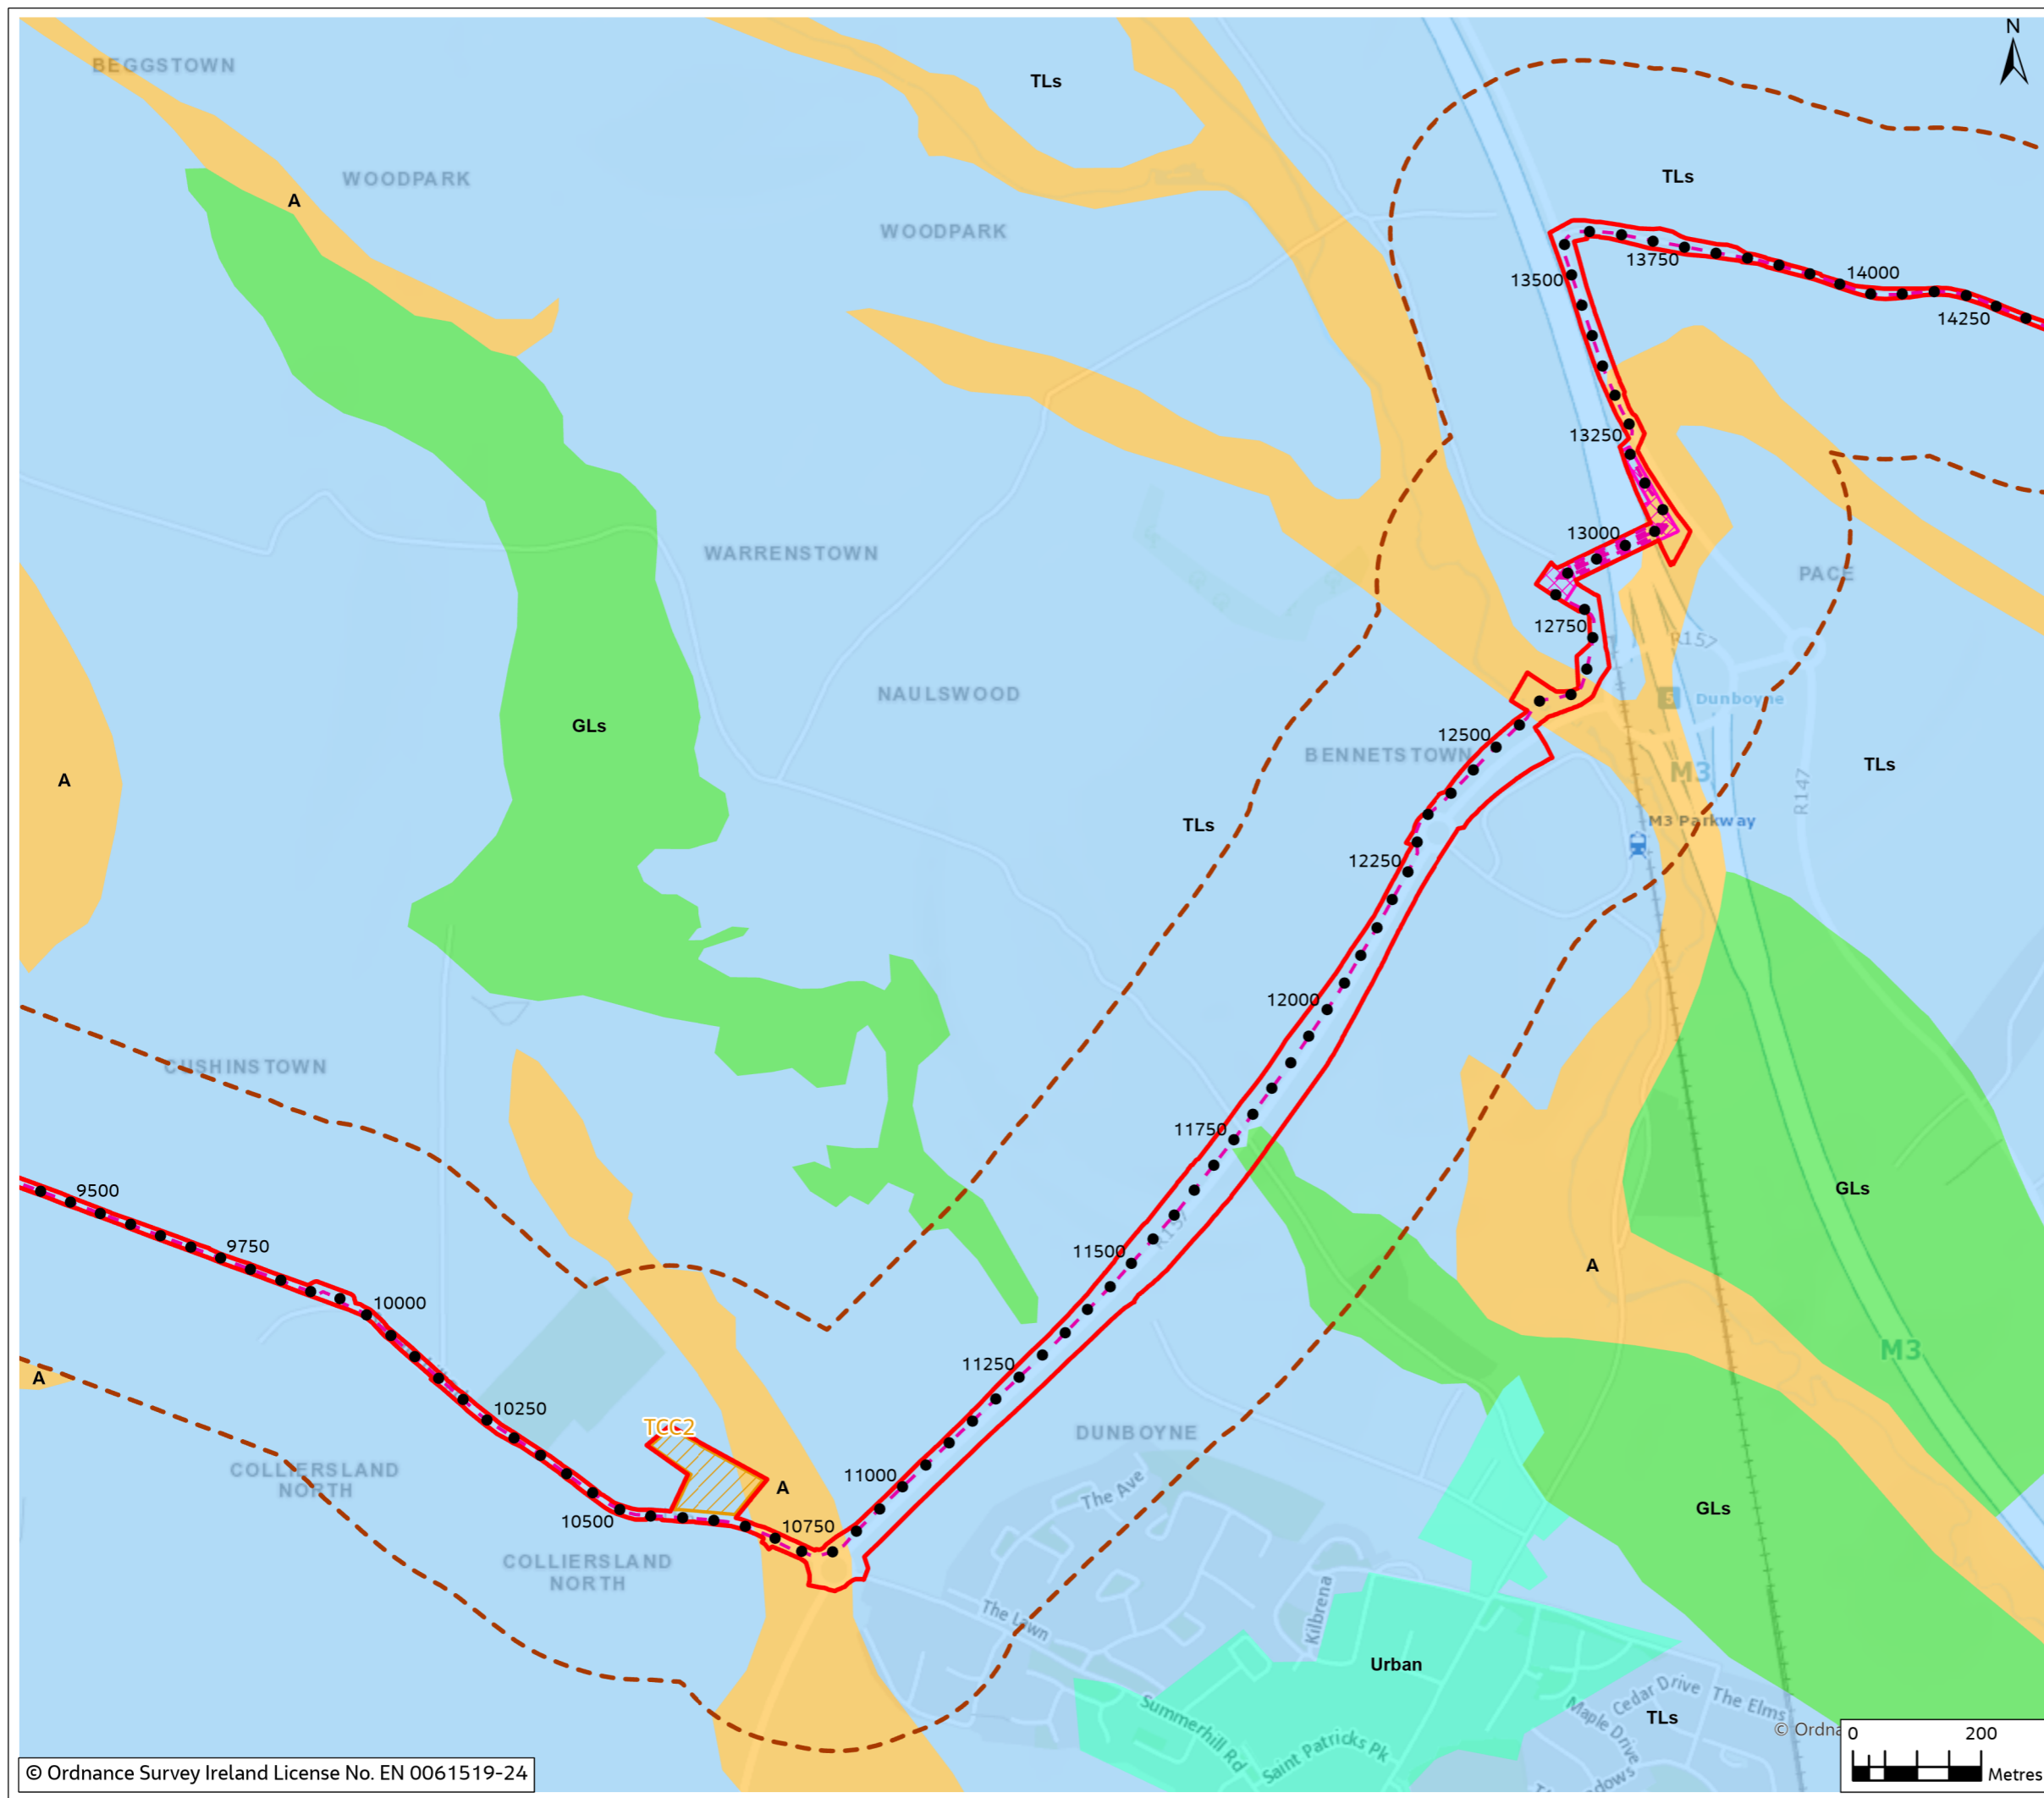 N
BEGGSTOWN
TLs
WOODPARK
A
TLs
WOODPARK
13750
14000
13500
14250
13250
13000
WARRENSTOWN
PACE
12750
R157
NAULSWOOD
5
Dunboyne
GLs
12500
BENNETSTOWN
M3
TLs
A
R147
TLs
M3 Parkway
12250
12000
CUSHINSTOWN
11750
9500
GLs
R157
9750
11500
A
10000
11250
M3
A
10250
TCC2
DUNBOYNE
COLLIERSLAND
NORTH
11000
A
The Ave
GLs
10500
10750
COLLIERSLAND
NORTH
Kilbrena
The Lawn
Urban
Cedar Drive
The Elms
Summerhill Rd
Maple Drive
TLs
Saint Patricks Pk
© Ordna
0 200
Metres
© Ordnance Survey Ireland License No. EN 0061519-24